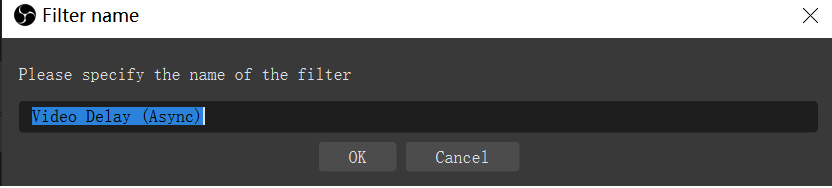 Filter name
Please specify the name of the filter
Video Delay (Async)
OK Cancel